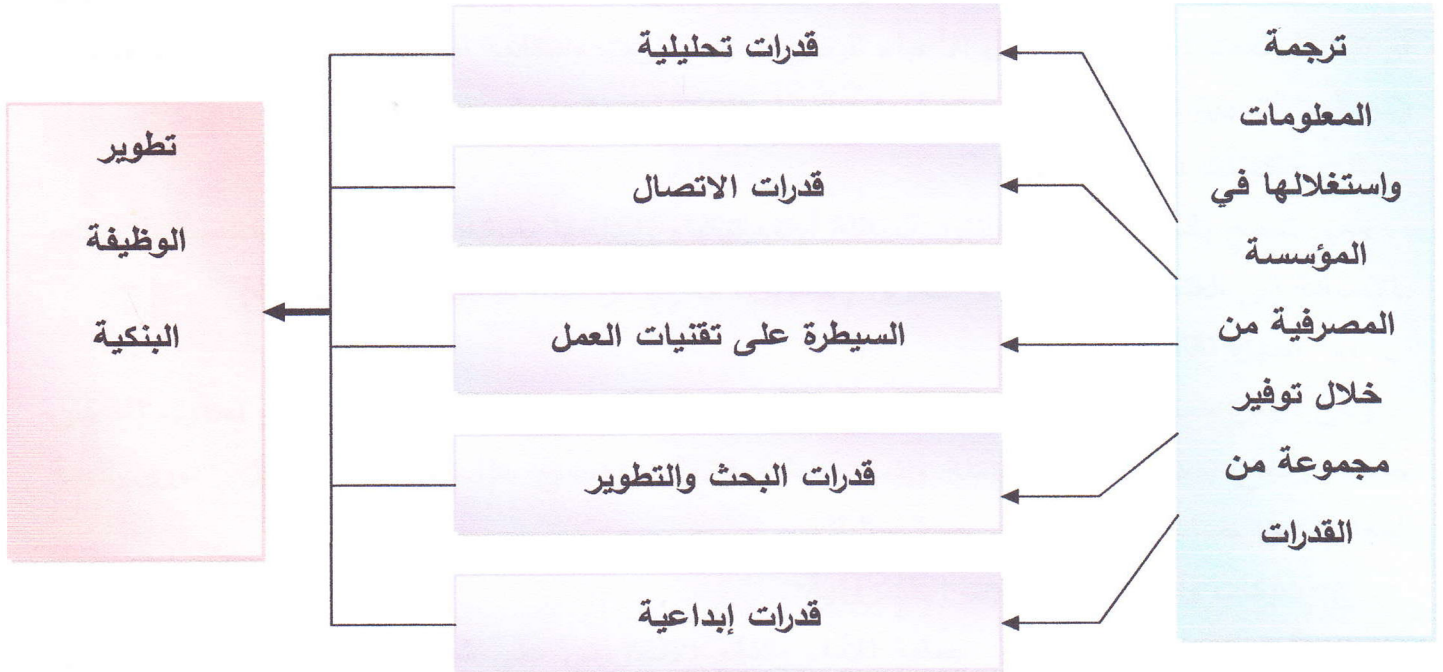 ترجمة
المعلومات
واستغلالها في
المؤسسة
المصرفية من
خلال توفير
مجموعة من
القدرات
قدرات تحليلية
قدرات الاتصال
السيطرة على تقنيات العمل
قدرات البحث والتطوير
قدرات إبداعية
تطوير
الوظيفة
البنكية